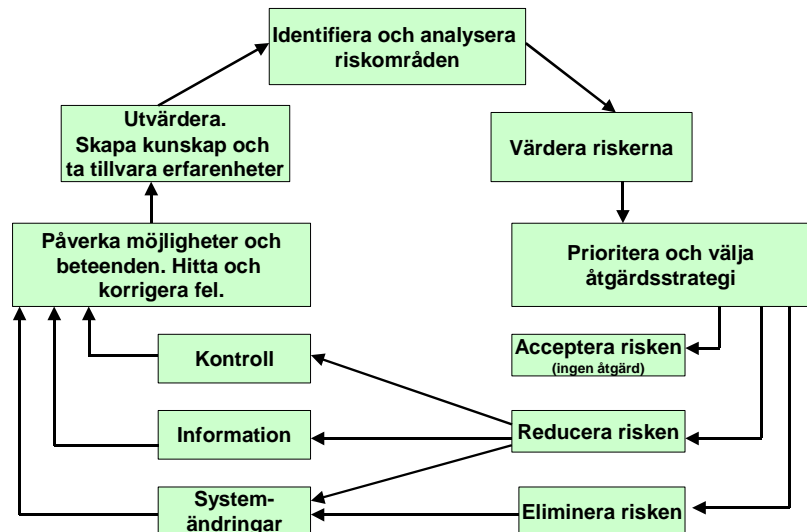 Identifiera och analysera
riskområden
Utvärdera.
Skapa kunskap och
ta tillvara erfarenheter
Värdera riskerna
Påverka möjligheter och
beteenden. Hitta och
korrigera fel.
Prioritera och välja
åtgärdsstrategi
Kontroll
Acceptera risken
(ingen åtgärd)
Information
Reducera risken
System-
ändringar
Eliminera risken